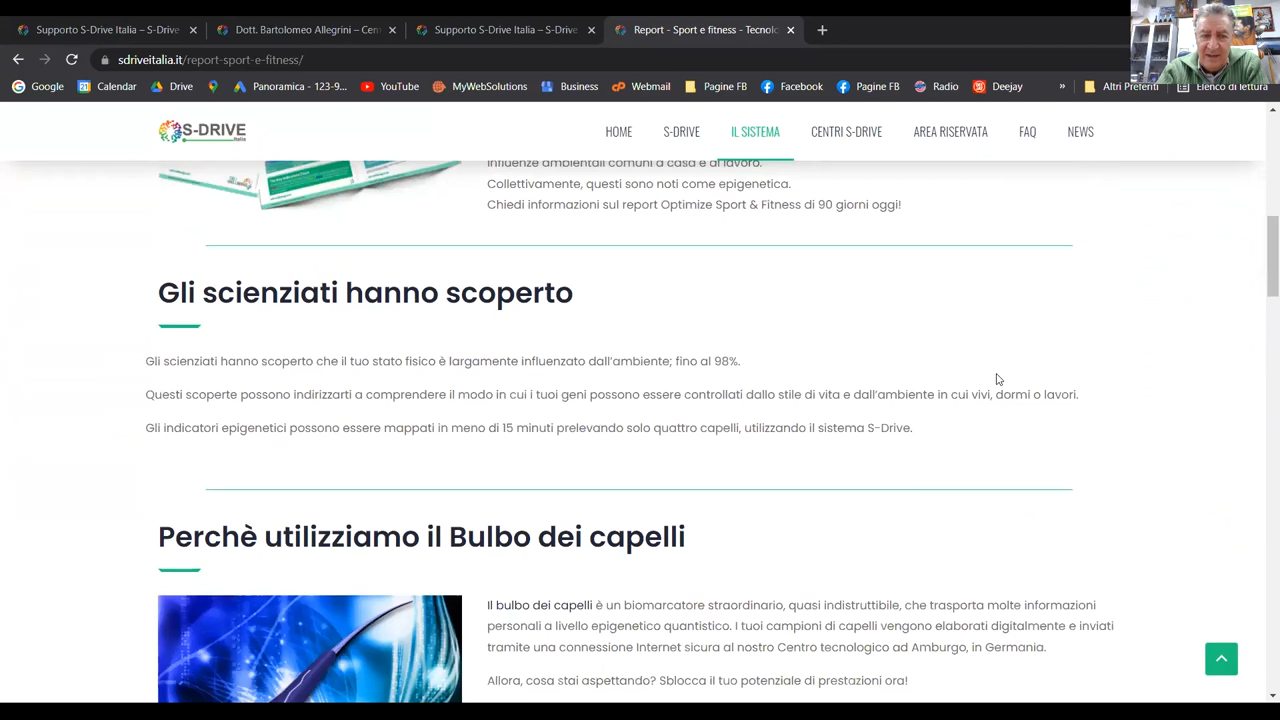 Supporto S-Drive Italia – S-Drive
Dott. Bartolomeo Allegrini – Cen
Supporto S-Drive Italia – S-Drive
Report - Sport e fitness - Tecnolo
sdriveitalia.it/report-sport-e-fitness/
Google
Calendar
Drive
Panoramica - 123-9...
YouTube
MyWebSolutions
Business
Webmail
Pagine FB
Facebook
Pagine FB
Radio
Deejay
»
Altri Preferiti
Elenco di lettura
S-DRIVE
Italia
HOME
S-DRIVE
IL SISTEMA
CENTRI S-DRIVE
AREA RISERVATA
FAQ
NEWS
influenze ambientali comuni a casa e al lavoro.
Collettivamente, questi sono noti come epigenetica.
Chiedi informazioni sul report Optimize Sport & Fitness di 90 giorni oggi!
Gli scienziati hanno scoperto
Gli scienziati hanno scoperto che il tuo stato fisico è largamente influenzato dall'ambiente; fino al 98%.
Questi scoperte possono indirizzarti a comprendere il modo in cui i tuoi geni possono essere controllati dallo stile di vita e dall'ambiente in cui vivi, dormi o lavori.
Gli indicatori epigenetici possono essere mappati in meno di 15 minuti prelevando solo quattro capelli, utilizzando il sistema S-Drive.
Perchè utilizziamo il Bulbo dei capelli
Il bulbo dei capelli è un biomarcatore straordinario, quasi indistruttibile, che trasporta molte informazioni
personali a livello epigenetico quantistico. I tuoi campioni di capelli vengono elaborati digitalmente e inviati
tramite una connessione Internet sicura al nostro Centro tecnologico ad Amburgo, in Germania.
Allora, cosa stai aspettando? Sblocca il tuo potenziale di prestazioni ora!